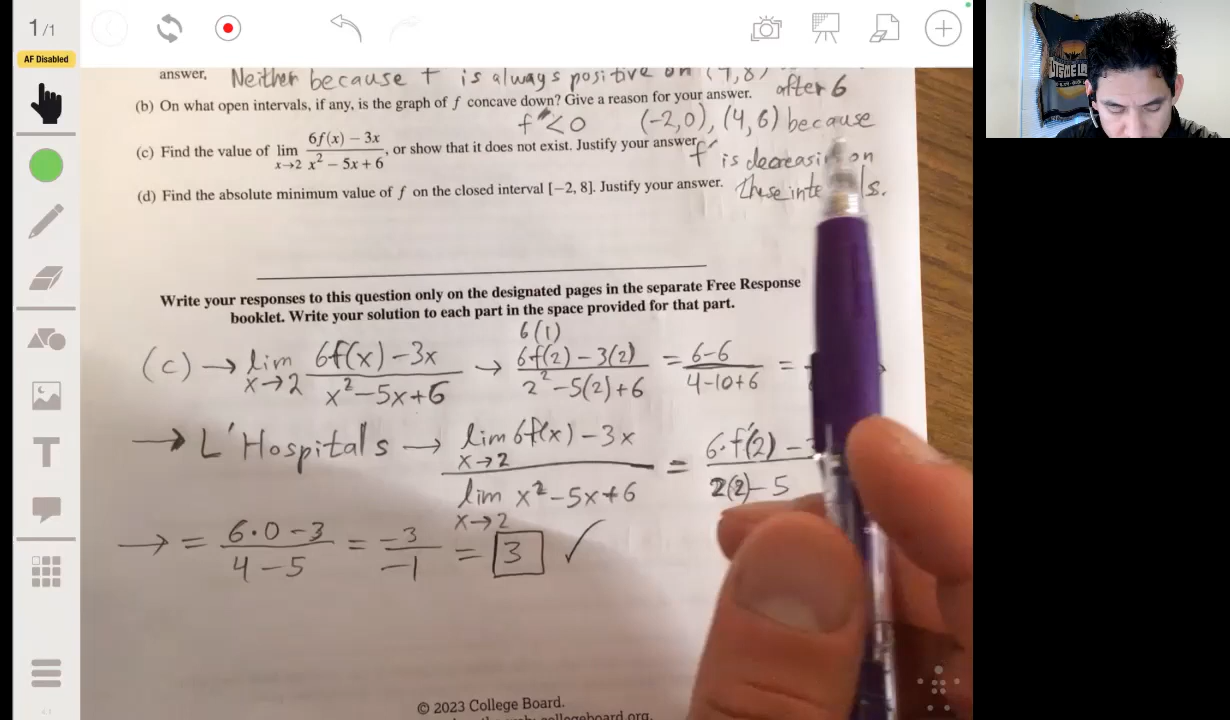 1/1
AF Disabled
answer. Neither because f is always positive on (4,8)
after 6
(b) On what open intervals, if any, is the graph of f concave down? Give a reason for your answer.
f″<0 (-2,0), (4,6) because
(c) Find the value of lim x→2 6f(x) − 3x / x² − 5x + 6, or show that it does not exist. Justify your answer.
f′ is decreasing on
(d) Find the absolute minimum value of f on the closed interval [−2, 8]. Justify your answer.
these
Write your responses to this question only on the designated pages in the separate Free Response
booklet. Write your solution to each part in the space provided for that part.
6(1)
(c) → lim x→2 6f(x) − 3x / x² − 5x + 6 → 6f(2) − 3(2) / 2² − 5(2) + 6 = 6−6 / 4−10+6 =
→ L'Hospitals → lim x→2 6f(x) − 3x / lim x→2 x² − 5x + 6 = 6·f′(2) − / 2(2) − 5
→ = 6·0 − 3 / 4 − 5 = −3 / −1 = 3 ✓
© 2023 College Board.
T